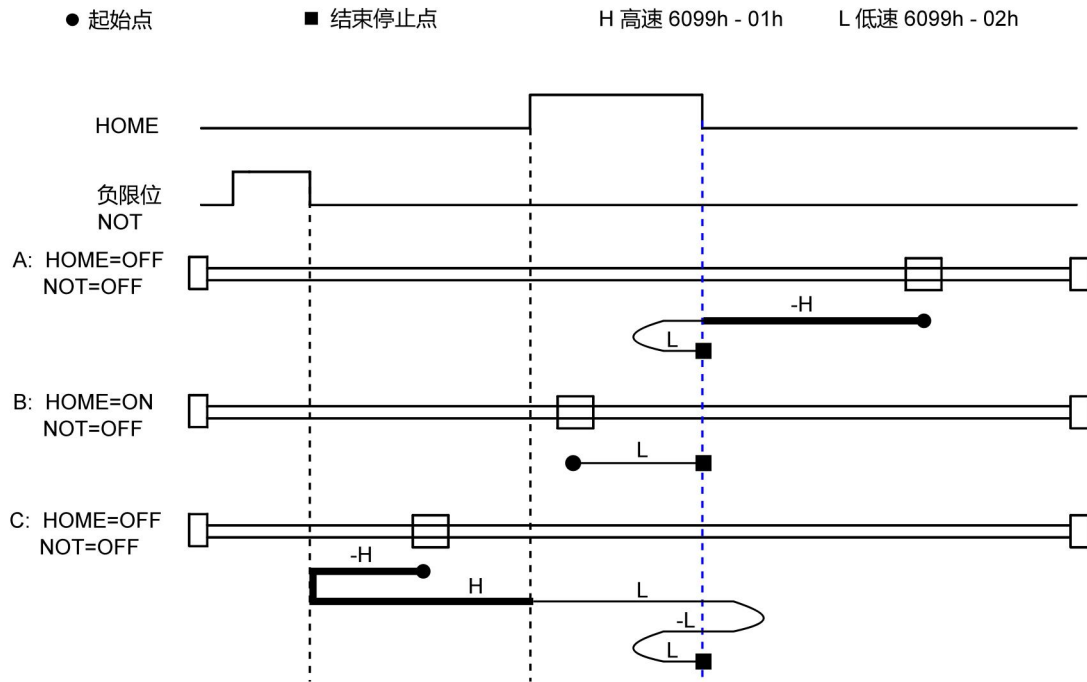 起始点 结束停止点 H 高速 6099h - 01h L 低速 6099h - 02h
HOME
负限位
NOT
A: HOME=OFF
NOT=OFF
-H
L
B: HOME=ON
NOT=OFF
L
C: HOME=OFF
NOT=OFF
-H
H L
-L
L